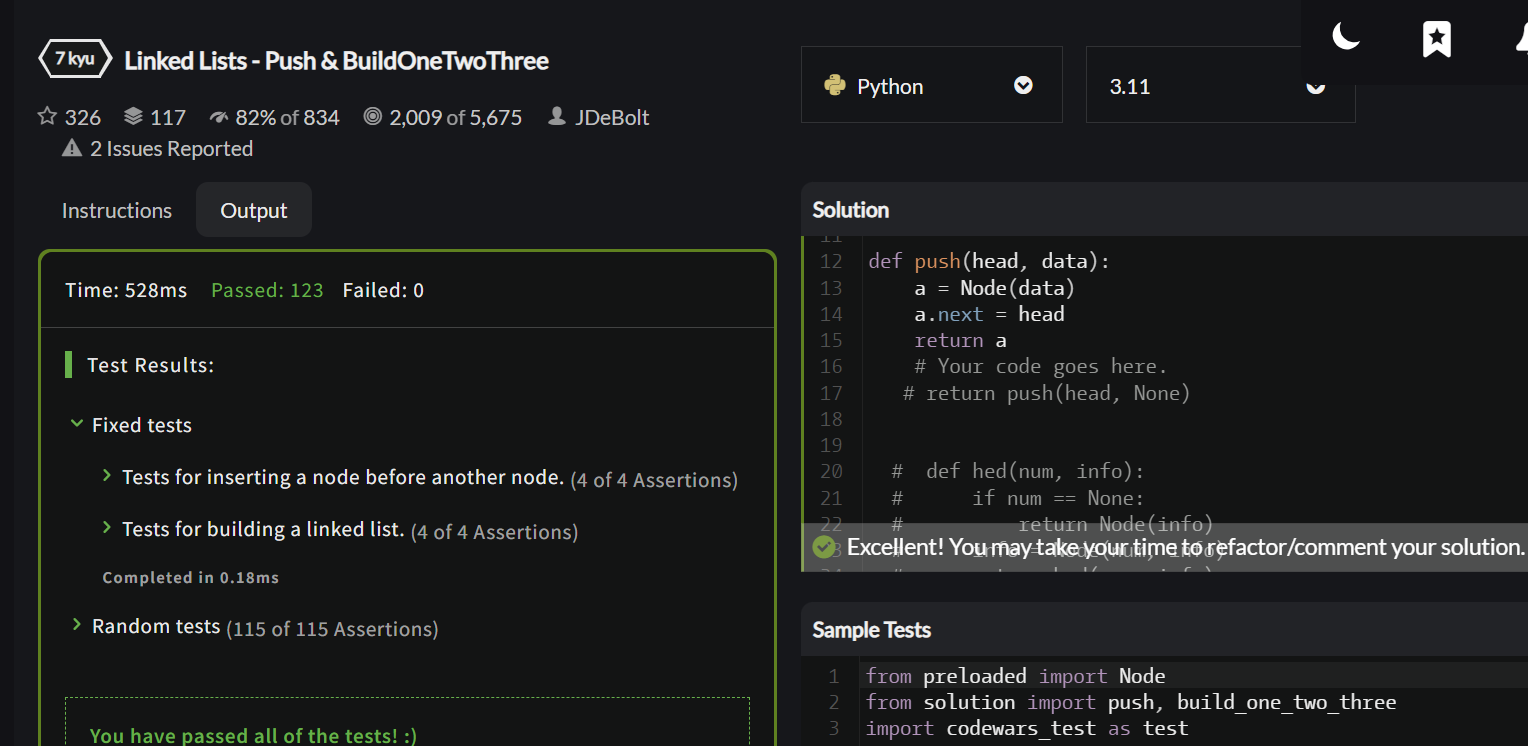 7 kyu Linked Lists - Push & BuildOneTwoThree
326 117 82% of 834 2,009 of 5,675 JDeBolt
2 Issues Reported
Python
3.11
Instructions Output
Time: 528ms Passed: 123 Failed: 0
Test Results:
Fixed tests
Tests for inserting a node before another node. (4 of 4 Assertions)
Tests for building a linked list. (4 of 4 Assertions)
Completed in 0.18ms
Random tests (115 of 115 Assertions)
You have passed all of the tests! :)
Solution
11
12 def push(head, data):
13 a = Node(data)
14 a.next = head
15 return a
16 # Your code goes here.
17 # return push(head, None)
18
19
20 # def hed(num, info):
21 # if num == None:
22 # return Node(info)
Excellent! You may take your time to refactor/comment your solution.
Sample Tests
1 from preloaded import Node
2 from solution import push, build_one_two_three
3 import codewars_test as test